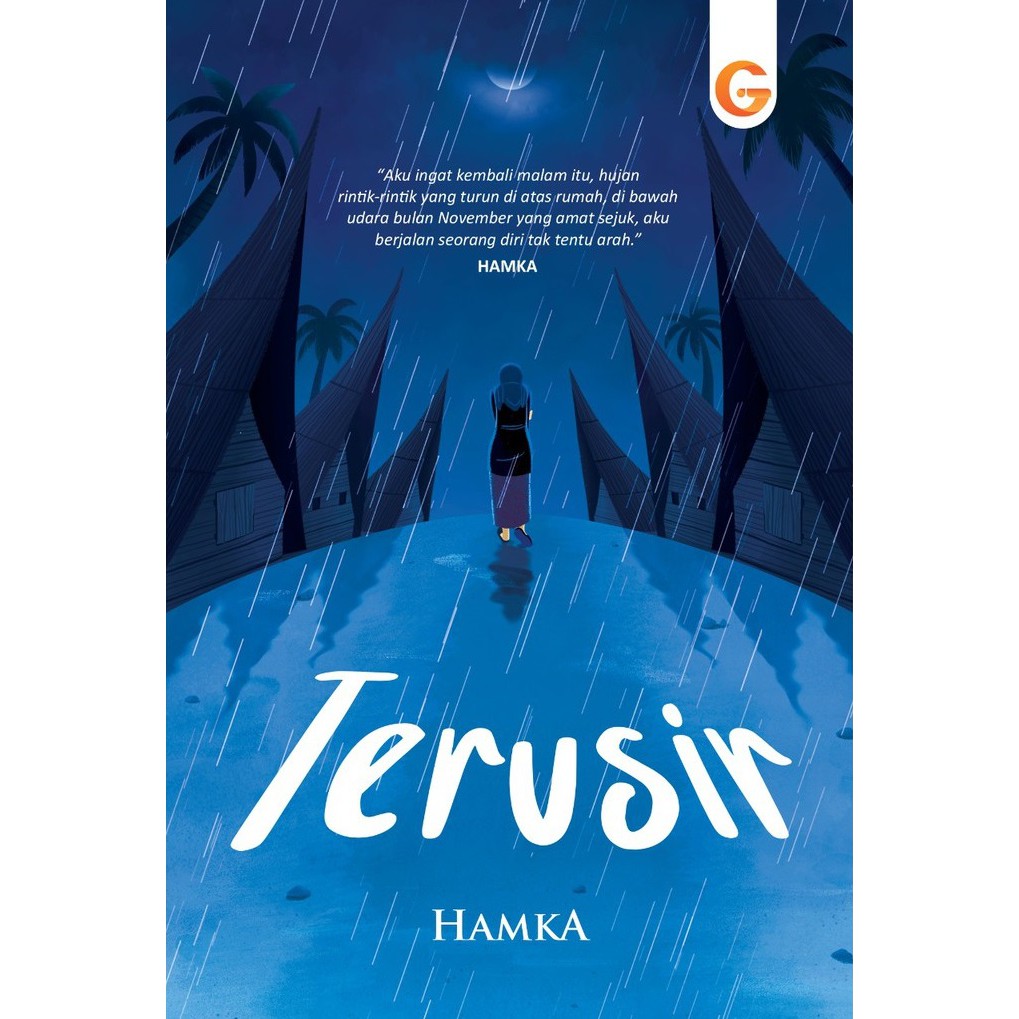 G
“Aku ingat kembali malam itu, hujan
rintik-rintik yang turun di atas rumah, di bawah
udara bulan November yang amat sejuk, aku
berjalan seorang diri tak tentu arah.”
HAMKA
Terusir
HAMKA